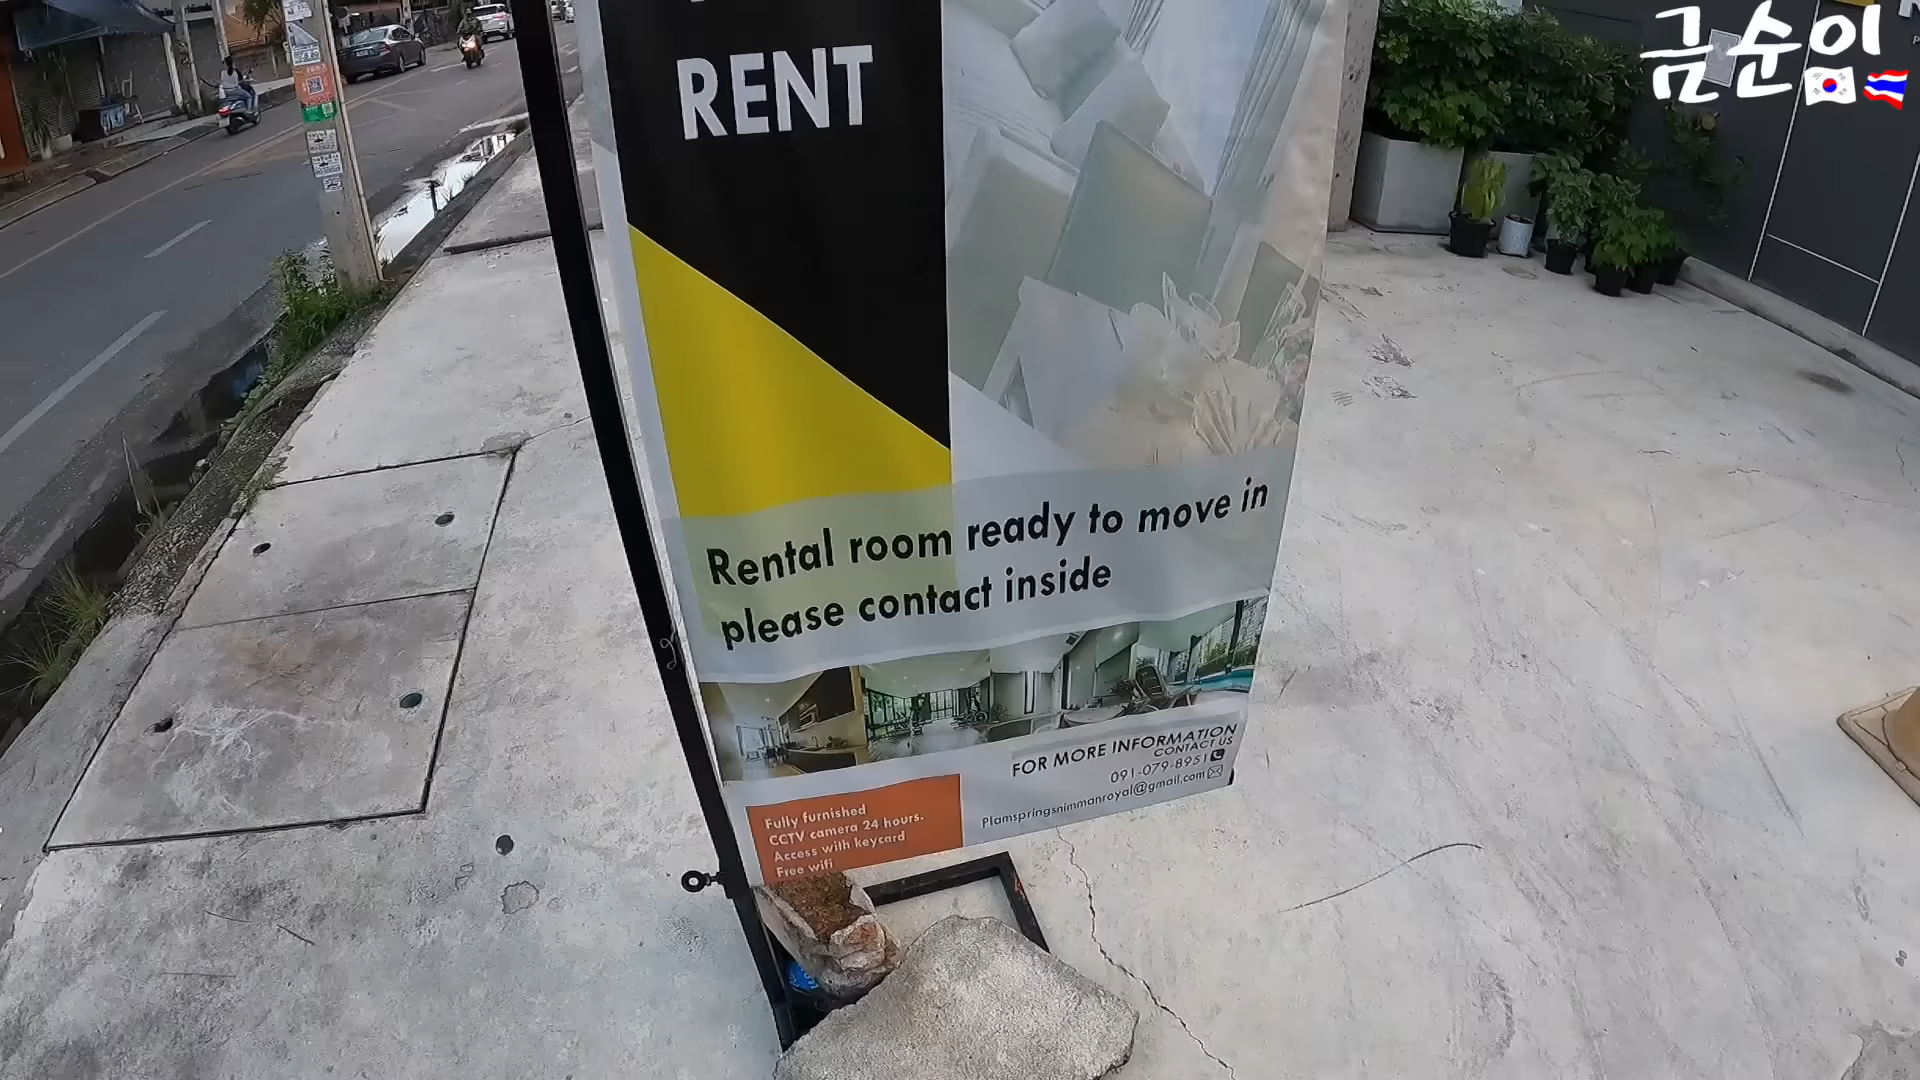 금순임
RENT
Rental room ready to move in
please contact inside
FOR MORE INFORMATION
CONTACT US
091-079-8951
Plamspringsnimmanroyal@gmail.com
Fully furnished
CCTV camera 24 hours.
Access with keycard
Free wifi